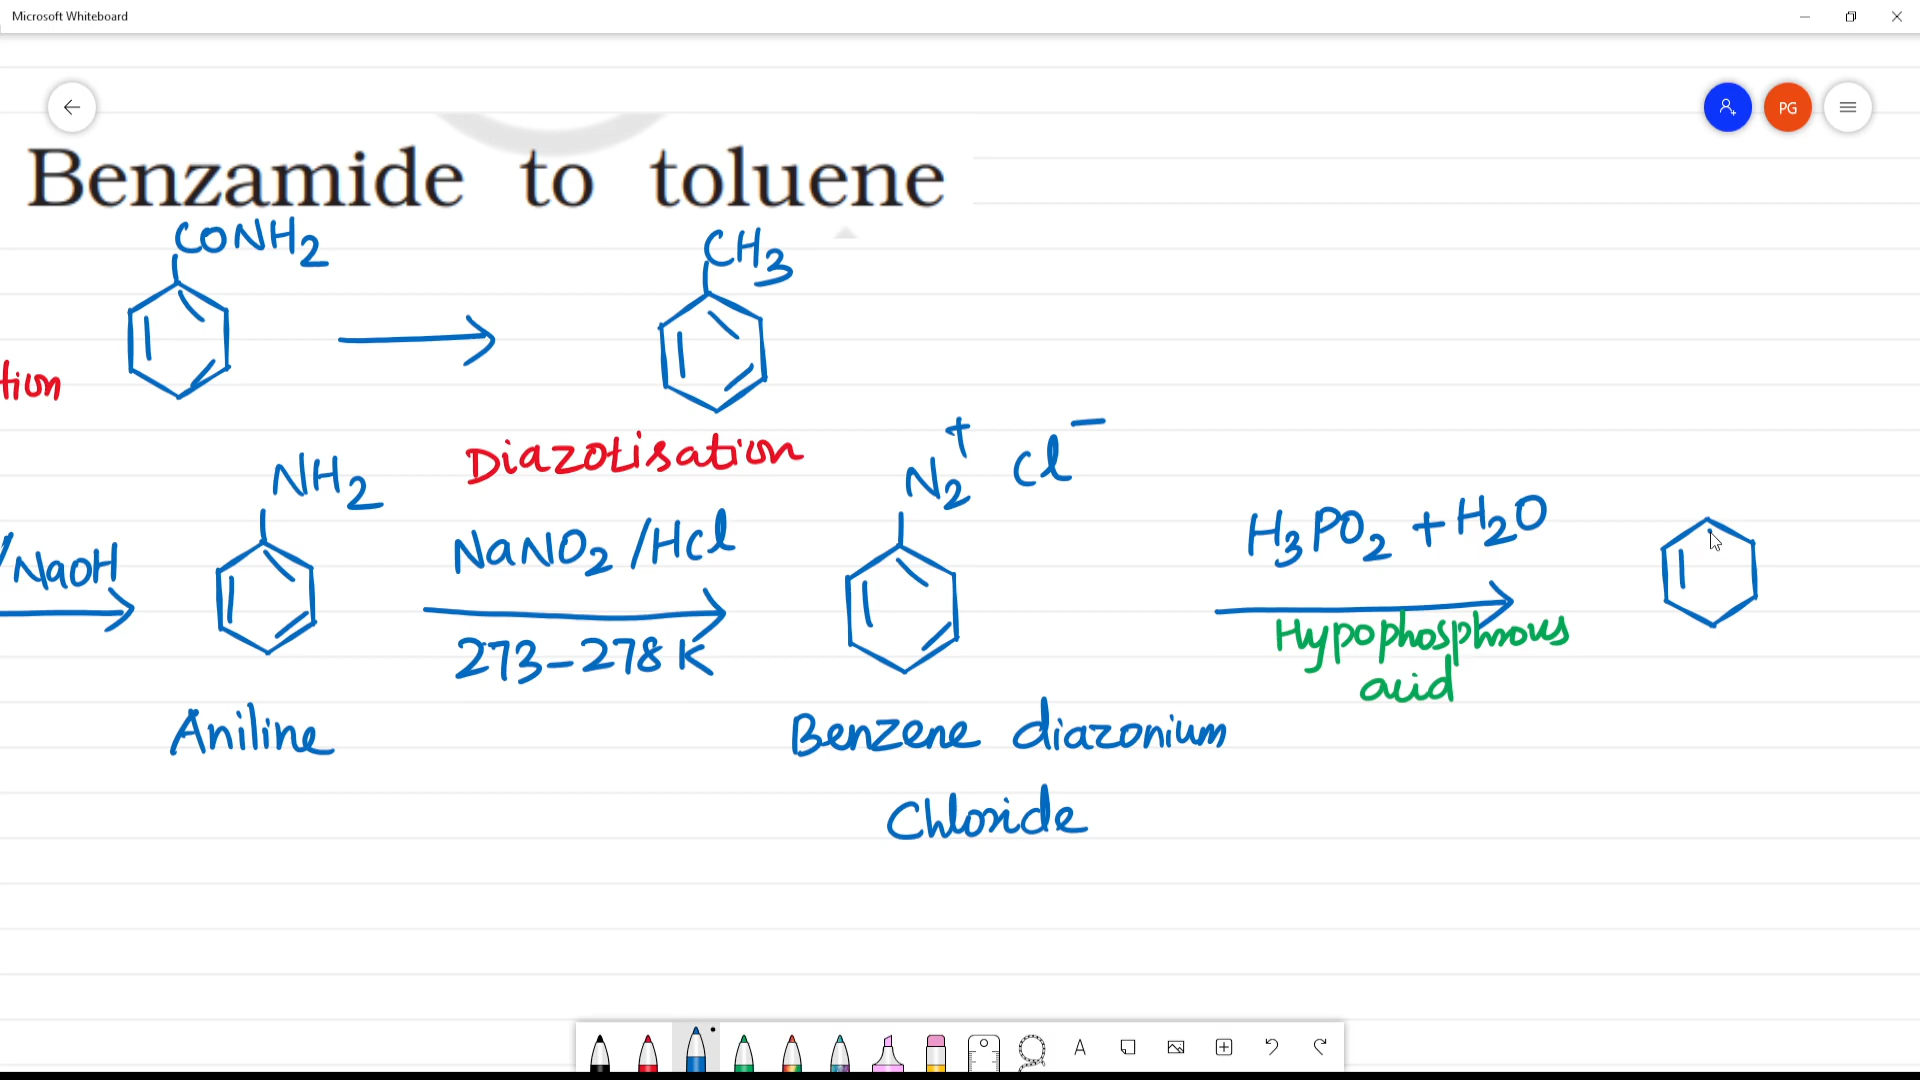 Microsoft Whiteboard
PG
Benzamide to toluene
CONH2
CH3
tion
Diazotisation
NH2
N2+ Cl−
/NaOH
NaNO2/HCl
H3PO2 + H2O
273-278 K
Hypophosphrous
acid
Aniline
Benzene diazonium
Chloride
A